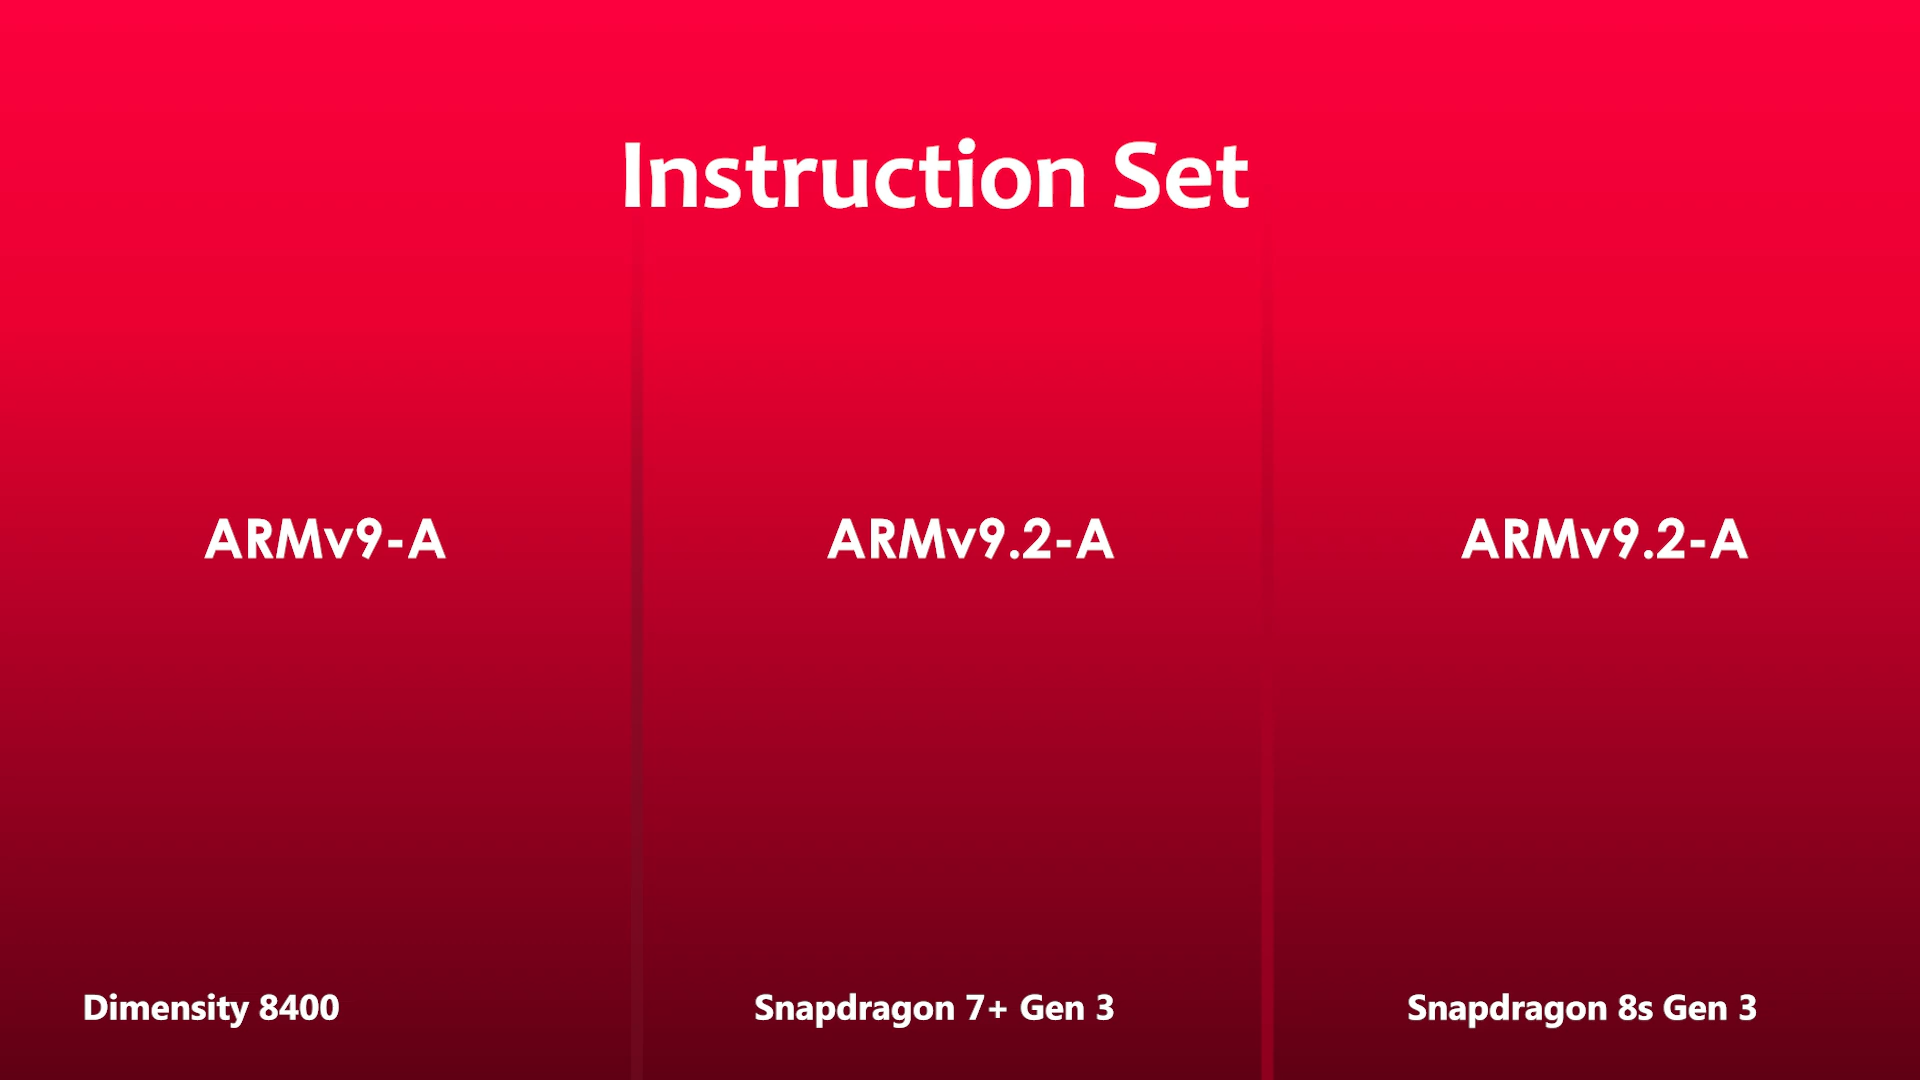 Instruction Set
ARMv9-A
ARMv9.2-A
ARMv9.2-A
Dimensity 8400
Snapdragon 7+ Gen 3
Snapdragon 8s Gen 3